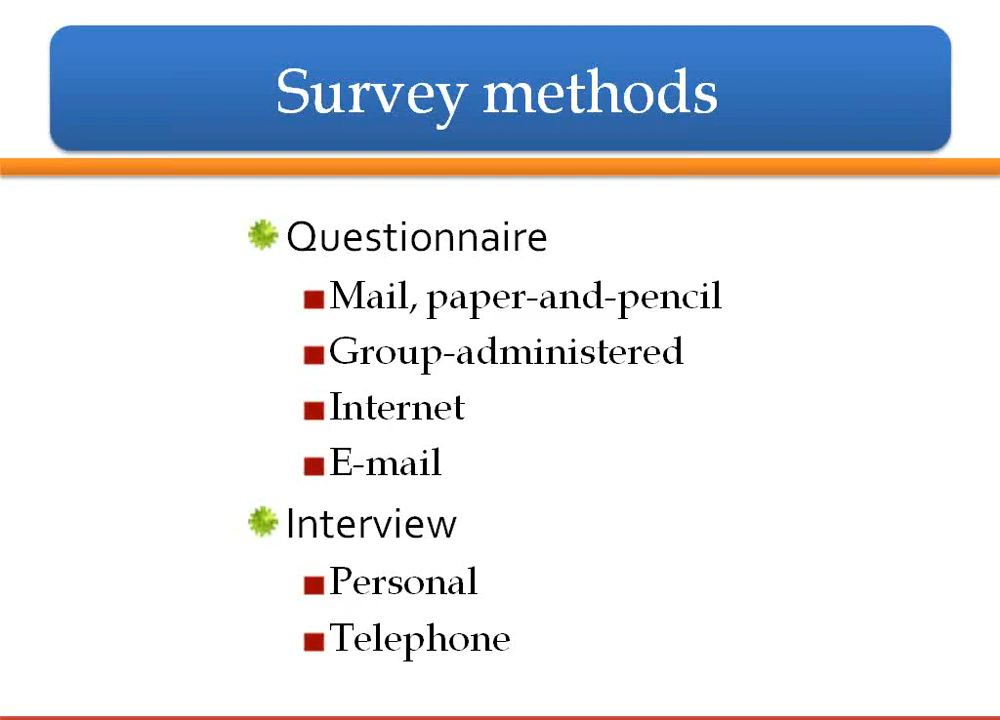 Survey methods
Questionnaire
Mail, paper-and-pencil
Group-administered
Internet
E-mail
Interview
Personal
Telephone